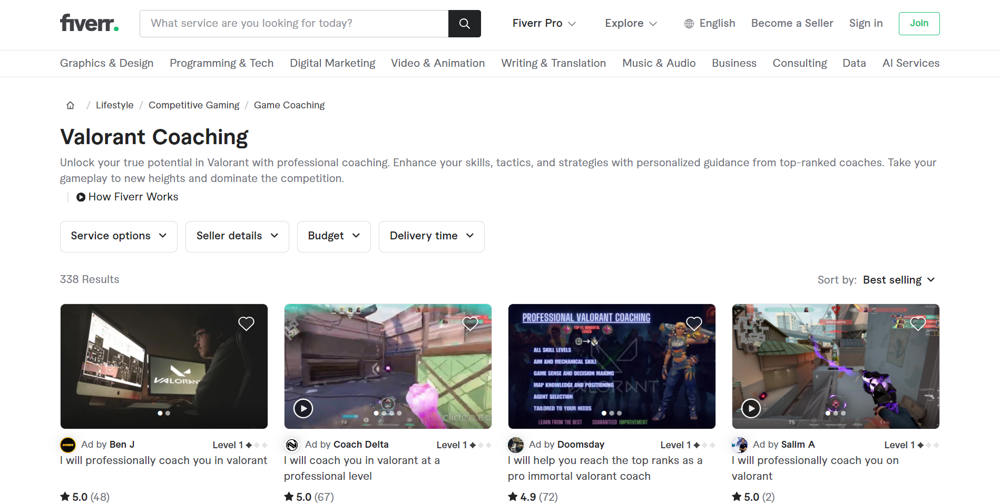 fiverr.
What service are you looking for today?
Fiverr Pro
Explore
English
Become a Seller
Sign in
Join
Graphics & Design
Programming & Tech
Digital Marketing
Video & Animation
Writing & Translation
Music & Audio
Business
Consulting
Data
AI Services
/ Lifestyle / Competitive Gaming / Game Coaching
Valorant Coaching
Unlock your true potential in Valorant with professional coaching. Enhance your skills, tactics, and strategies with personalized guidance from top-ranked coaches. Take your
gameplay to new heights and dominate the competition.
How Fiverr Works
Service options
Seller details
Budget
Delivery time
338 Results
Sort by: Best selling
VALORANT
clideo.co
PROFESSIONAL VALORANT COACHING
TOP 1% IMMORTAL
COACH
ALL SKILL LEVELS
AIM AND MECHANICAL SKILL
GAME SENSE AND DECISION MAKING
MAP KNOWLEDGE AND POSITIONING
AGENT SELECTION
TAILORED TO YOUR NEEDS
LEARN FROM THE BEST
GUARANTEED IMPROVEMENT
VALORANT
SPIKE PLANTED
75
Ad by Ben J
Level 1
I will professionally coach you in valorant
5.0 (48)
Ad by Coach Delta
Level 1
I will coach you in valorant at a
professional level
5.0 (67)
Ad by Doomsday
Level 1
I will help you reach the top ranks as a
pro immortal valorant coach
4.9 (72)
Ad by Salim A
Level 1
I will professionally coach you on
valorant
5.0 (2)